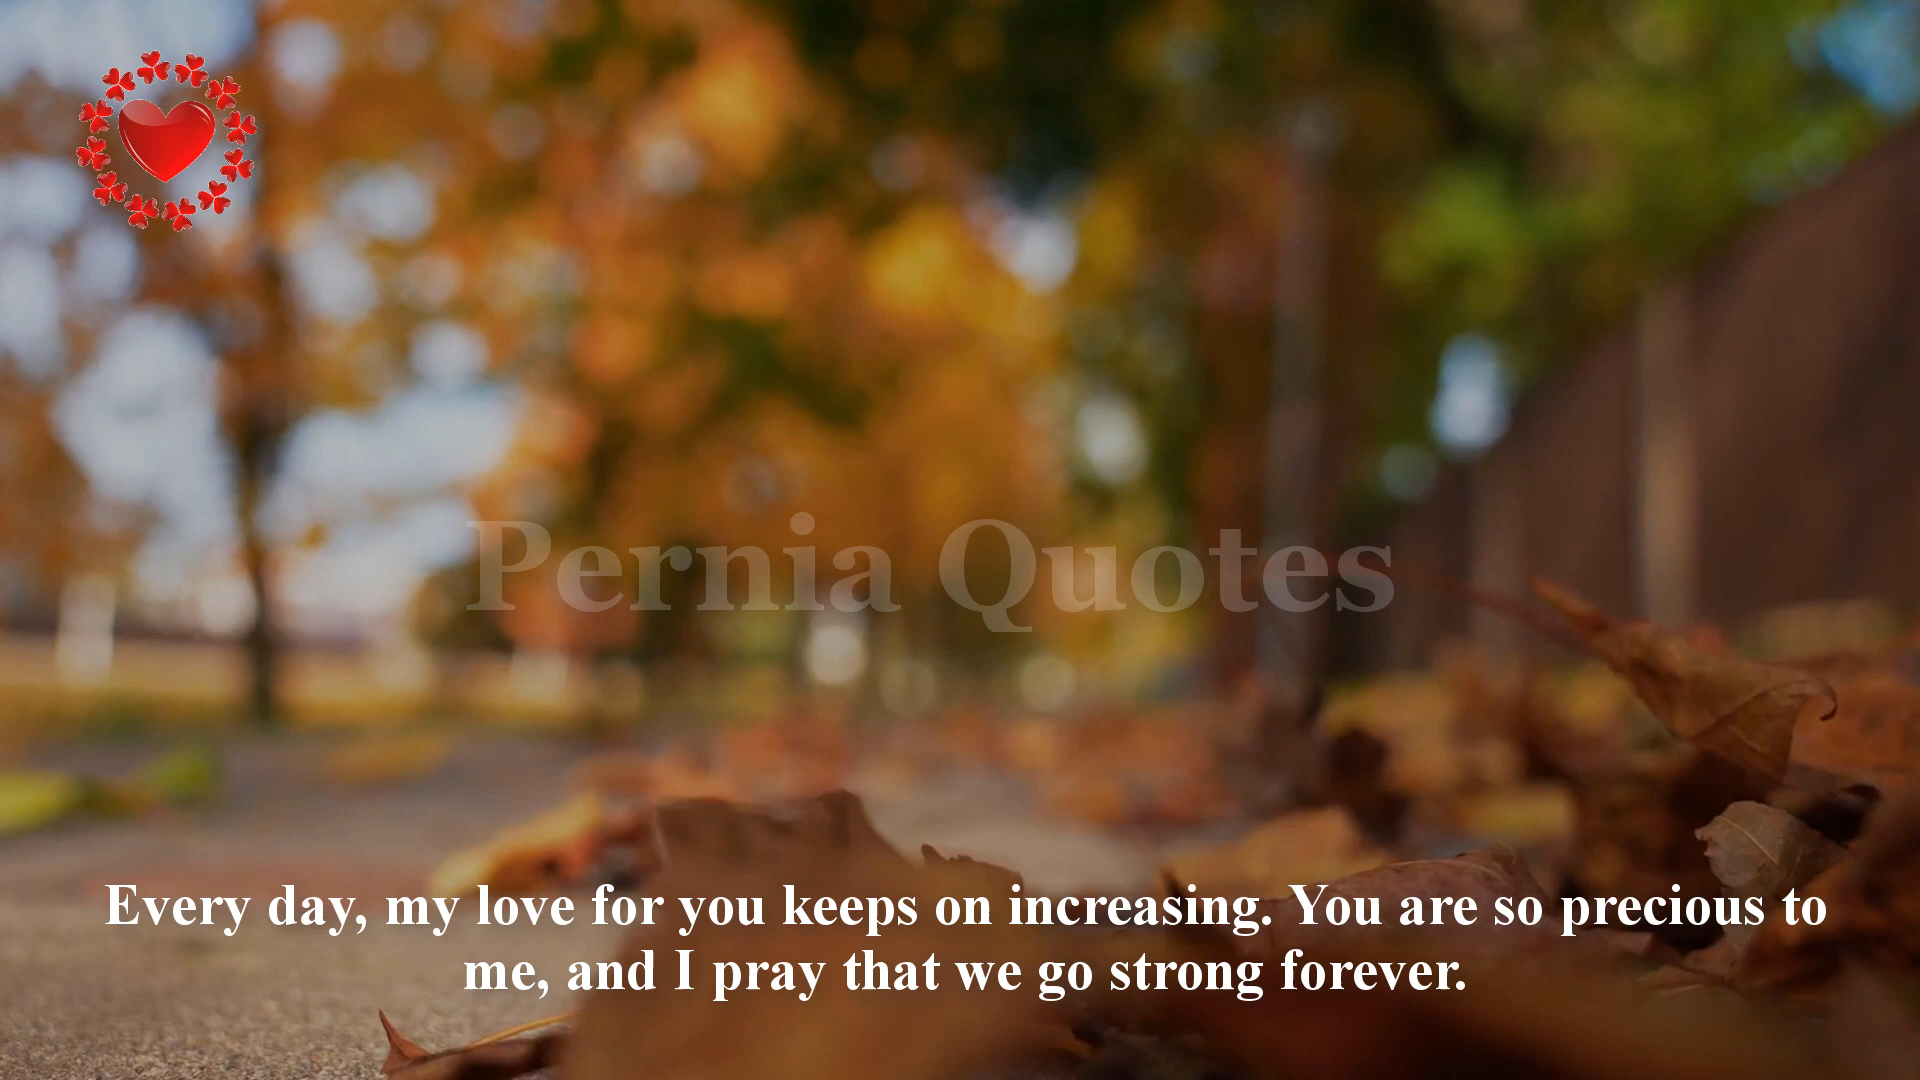 Pernia Quotes
Every day, my love for you keeps on increasing. You are so precious to
me, and I pray that we go strong forever.